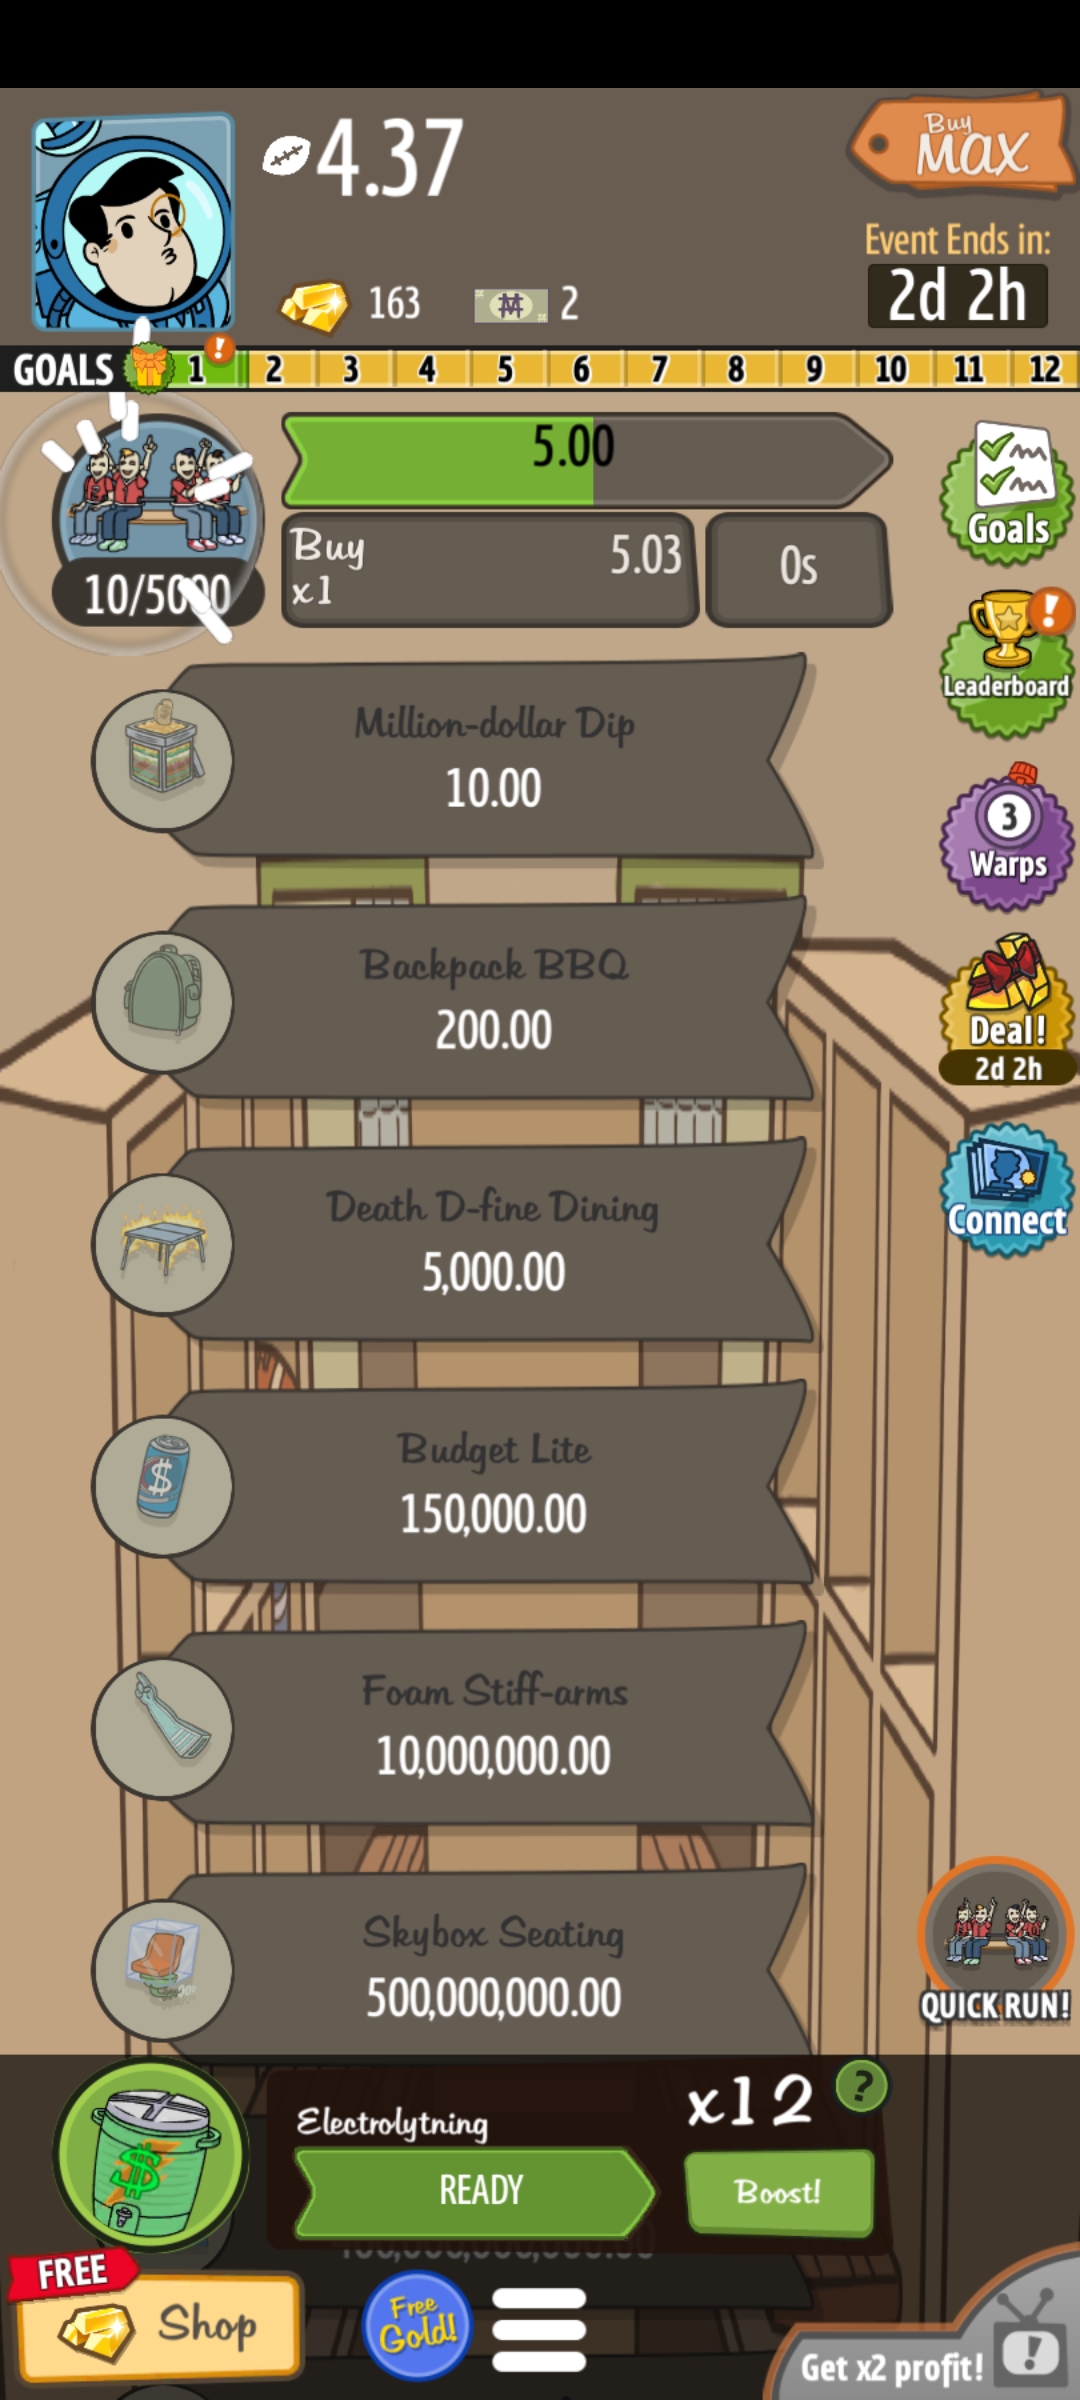 4.37
Buy
MAX
Event Ends in:
2d 2h
163
2
GOALS 1 ! 2 3 4 5 6 7 8 9 10 11 12
5.00
Goals
Buy
x1
5.03
0s
10/5000
!
Leaderboard
Million-dollar Dip
10.00
3
Warps
Backpack BBQ
200.00
Deal!
2d 2h
Death D-fine Dining
5,000.00
Connect
Budget Lite
150,000.00
$
Foam Stiff-arms
10,000,000.00
Skybox Seating
500,000,000.00
QUICK RUN!
Electrolytning
x12
?
$
READY
Boost!
FREE
Shop
Free
Gold!
Get x2 profit!
!